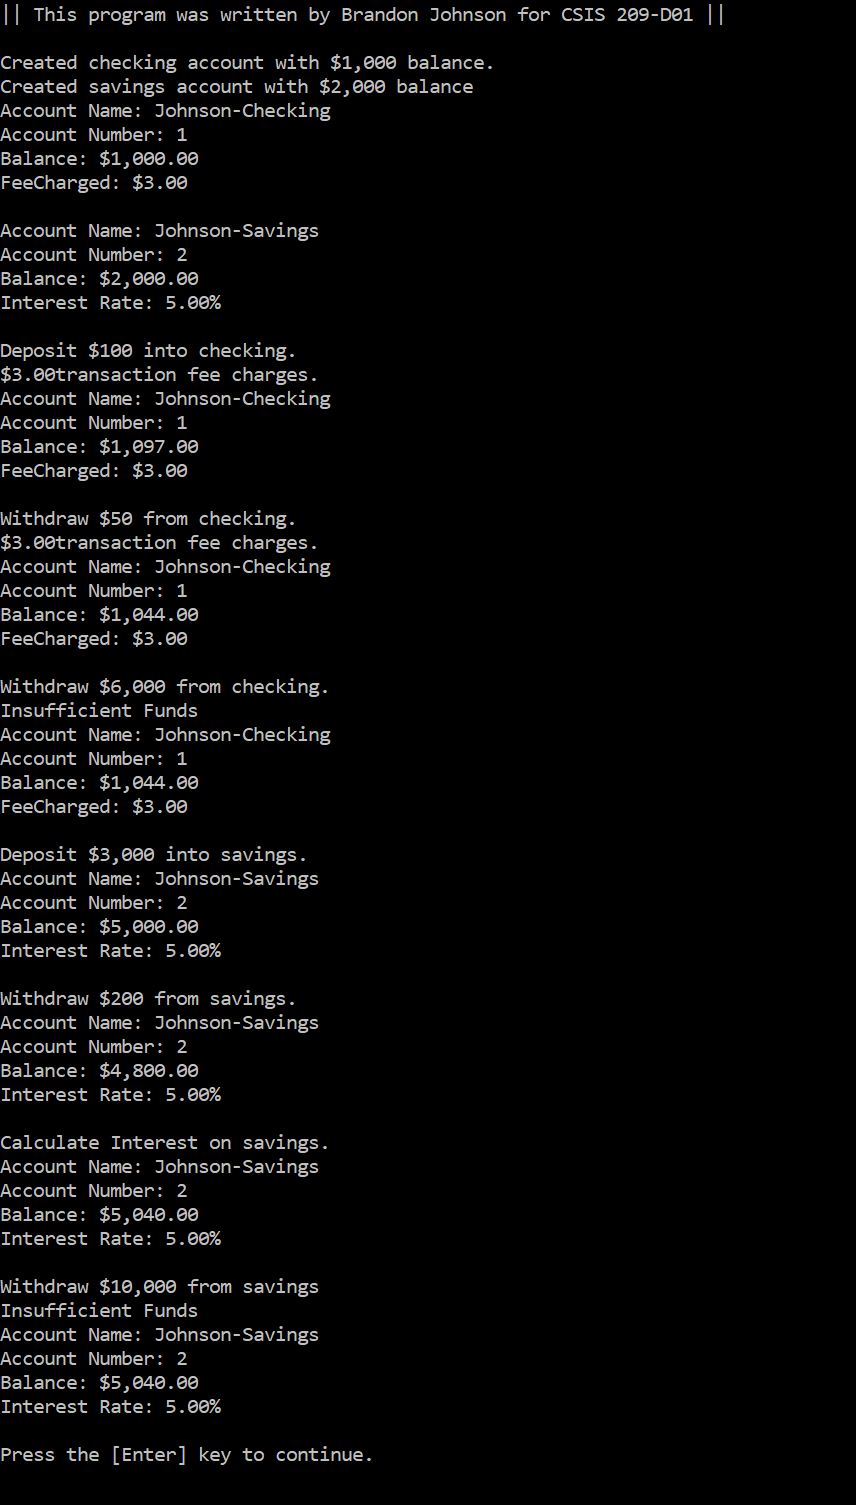 || This program was written by Brandon Johnson for CSIS 209-D01 ||
Created checking account with $1,000 balance.
Created savings account with $2,000 balance
Account Name: Johnson-Checking
Account Number: 1
Balance: $1,000.00
FeeCharged: $3.00
Account Name: Johnson-Savings
Account Number: 2
Balance: $2,000.00
Interest Rate: 5.00%
Deposit $100 into checking.
$3.00transaction fee charges.
Account Name: Johnson-Checking
Account Number: 1
Balance: $1,097.00
FeeCharged: $3.00
Withdraw $50 from checking.
$3.00transaction fee charges.
Account Name: Johnson-Checking
Account Number: 1
Balance: $1,044.00
FeeCharged: $3.00
Withdraw $6,000 from checking.
Insufficient Funds
Account Name: Johnson-Checking
Account Number: 1
Balance: $1,044.00
FeeCharged: $3.00
Deposit $3,000 into savings.
Account Name: Johnson-Savings
Account Number: 2
Balance: $5,000.00
Interest Rate: 5.00%
Withdraw $200 from savings.
Account Name: Johnson-Savings
Account Number: 2
Balance: $4,800.00
Interest Rate: 5.00%
Calculate Interest on savings.
Account Name: Johnson-Savings
Account Number: 2
Balance: $5,040.00
Interest Rate: 5.00%
Withdraw $10,000 from savings
Insufficient Funds
Account Name: Johnson-Savings
Account Number: 2
Balance: $5,040.00
Interest Rate: 5.00%
Press the [Enter] key to continue.